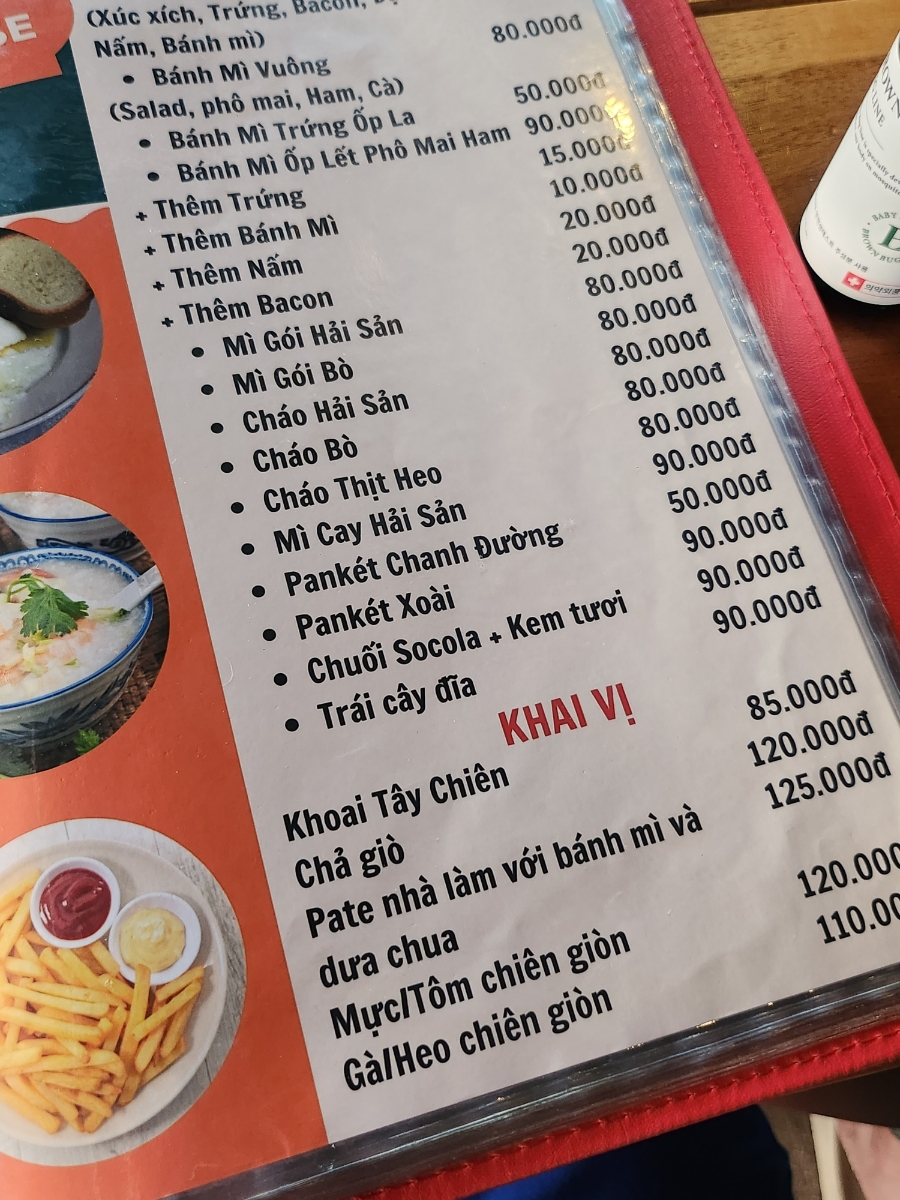 BE
(Xúc xích, Trứng, Bacon,
Nấm, Bánh mì)
• Bánh Mì Vuông 80.000đ
(Salad, phô mai, Ham, Cà)
• Bánh Mì Trứng Ốp La 50.000đ
• Bánh Mì Ốp Lết Phô Mai Ham 90.000đ
+ Thêm Trứng 15.000đ
+ Thêm Bánh Mì 10.000đ
+ Thêm Nấm 20.000đ
+ Thêm Bacon 20.000đ
• Mì Gói Hải Sản 80.000đ
• Mì Gói Bò 80.000đ
• Cháo Hải Sản 80.000đ
• Cháo Bò 80.000đ
• Cháo Thịt Heo 80.000đ
• Mì Cay Hải Sản 90.000đ
• Pankét Chanh Đường 50.000đ
• Pankét Xoài 90.000đ
• Chuối Socola + Kem tươi 90.000đ
• Trái cây đĩa 90.000đ
KHAI VỊ
Khoai Tây Chiên 85.000đ
Chả giò 120.000đ
Pate nhà làm với bánh mì và 125.000đ
dưa chua
Mực/Tôm chiên giòn 120.000
Gà/Heo chiên giòn 110.00